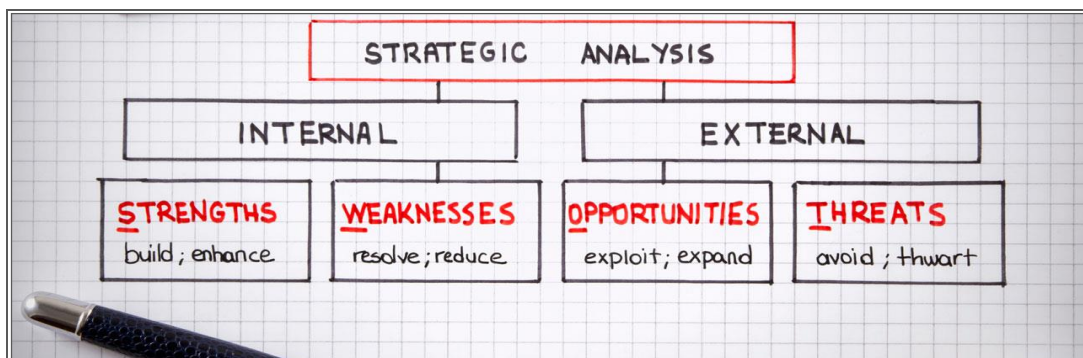 STRATEGIC ANALYSIS
INTERNAL
EXTERNAL
STRENGTHS
build; enhance
WEAKNESSES
resolve; reduce
OPPORTUNITIES
exploit; expand
THREATS
avoid; thwart